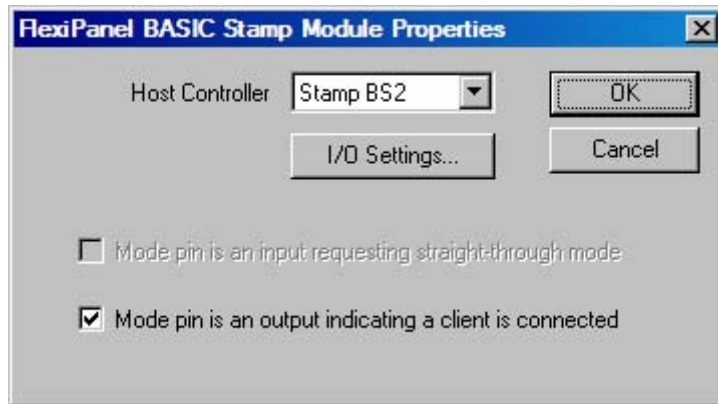 FlexiPanel BASIC Stamp Module Properties
Host Controller Stamp BS2 OK
I/O Settings... Cancel
Mode pin is an input requesting straight-through mode
Mode pin is an output indicating a client is connected